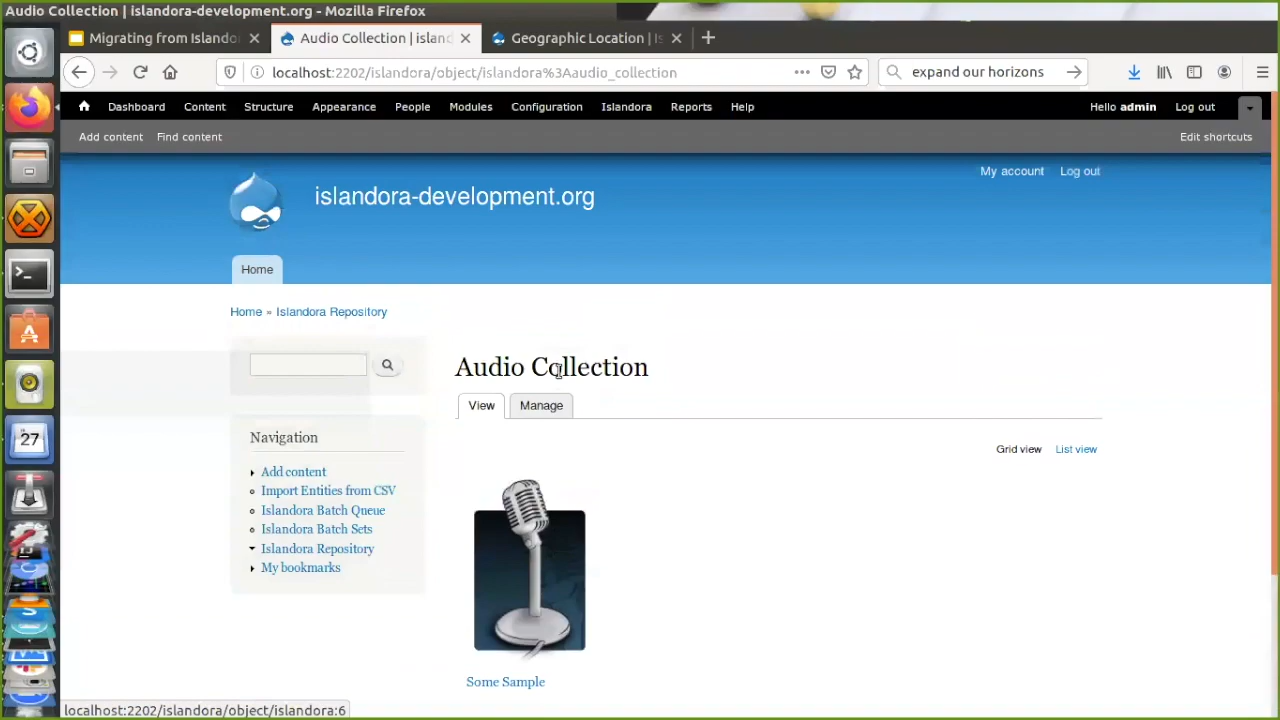 Audio Collection | islandora-development.org - Mozilla Firefox
Migrating from Islando
Audio Collection | islan
Geographic Location | Is
localhost:2202/islandora/object/islandora%3Aaudio_collection
expand our horizons
Dashboard Content Structure Appearance People Modules Configuration Islandora Reports Help Hello admin Log out
Add content Find content Edit shortcuts
My account Log out
islandora-development.org
Home
Home » Islandora Repository
Audio Collection
View Manage
Grid view List view
Navigation
Add content
Import Entities from CSV
Islandora Batch Queue
Islandora Batch Sets
Islandora Repository
My bookmarks
27
Some Sample
localhost:2202/islandora/object/islandora:6